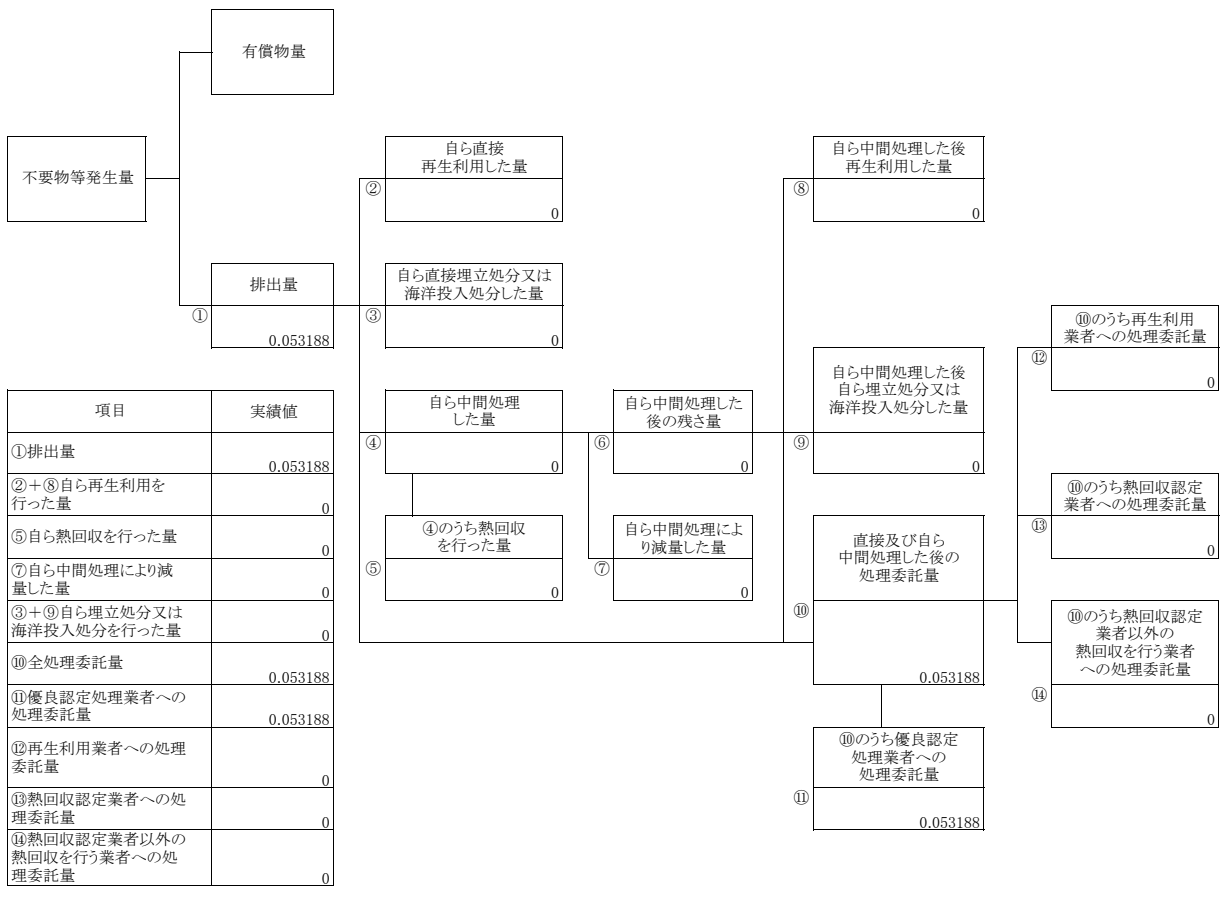 有償物量
不要物等発生量
自ら直接
再生利用した量
②
0
自ら中間処理した後
再生利用した量
⑧
0
排出量
①
0.053188
自ら直接埋立処分又は
海洋投入処分した量
③
0
⑩のうち再生利用
業者への処理委託量
⑫
0
自ら中間処理
した量
④
0
自ら中間処理した
後の残さ量
⑥
0
自ら中間処理した後
自ら埋立処分又は
海洋投入処分した量
⑨
0
⑩のうち熱回収認定
業者への処理委託量
⑬
0
④のうち熱回収
を行った量
⑤
0
自ら中間処理によ
り減量した量
⑦
0
直接及び自ら
中間処理した後の
処理委託量
⑩
0.053188
⑩のうち熱回収認定
業者以外の
熱回収を行う業者
への処理委託量
⑭
0
⑩のうち優良認定
処理業者への
処理委託量
⑪
0.053188
項目 実績値
①排出量
0.053188
②＋⑧自ら再生利用を
行った量
0
⑤自ら熱回収を行った量
0
⑦自ら中間処理により減
量した量
0
③＋⑨自ら埋立処分又は
海洋投入処分を行った量
0
⑩全処理委託量
0.053188
⑪優良認定処理業者への
処理委託量
0.053188
⑫再生利用業者への処理
委託量
0
⑬熱回収認定業者への処
理委託量
0
⑭熱回収認定業者以外の
熱回収を行う業者への処
理委託量
0